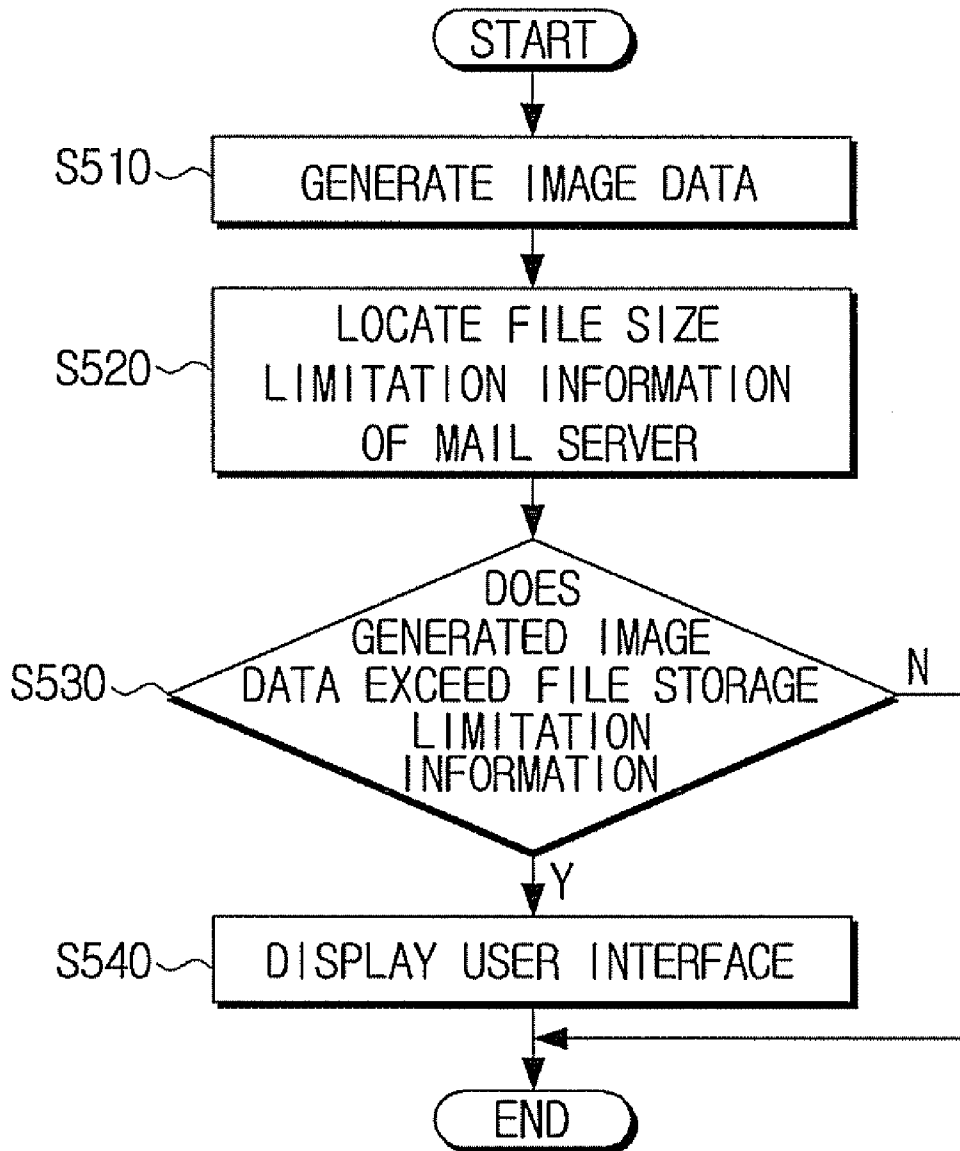 START
S510
GENERATE IMAGE DATA
S520
LOCATE FILE SIZE
LIMITATION INFORMATION
OF MAIL SERVER
S530
DOES
GENERATED IMAGE
DATA EXCEED FILE STORAGE
LIMITATION
INFORMATION
N
Y
S540
DISPLAY USER INTERFACE
END